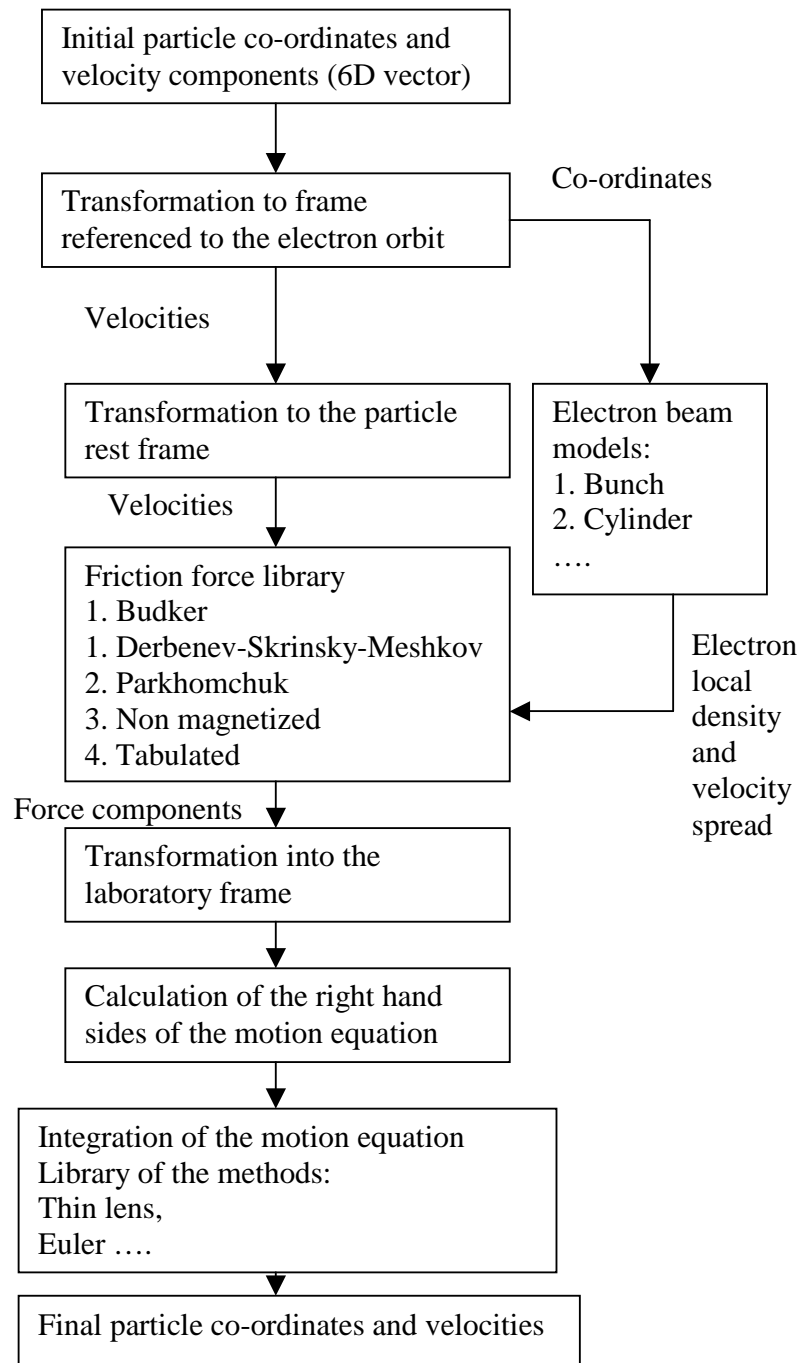 Initial particle co-ordinates and
velocity components (6D vector)
Co-ordinates
Transformation to frame
referenced to the electron orbit
Velocities
Transformation to the particle
rest frame
Electron beam
models:
1. Bunch
2. Cylinder
….
Velocities
Friction force library
1. Budker
1. Derbenev-Skrinsky-Meshkov
2. Parkhomchuk
3. Non magnetized
4. Tabulated
Electron
local
density
and
velocity
spread
Force components
Transformation into the
laboratory frame
Calculation of the right hand
sides of the motion equation
Integration of the motion equation
Library of the methods:
Thin lens,
Euler ….
Final particle co-ordinates and velocities